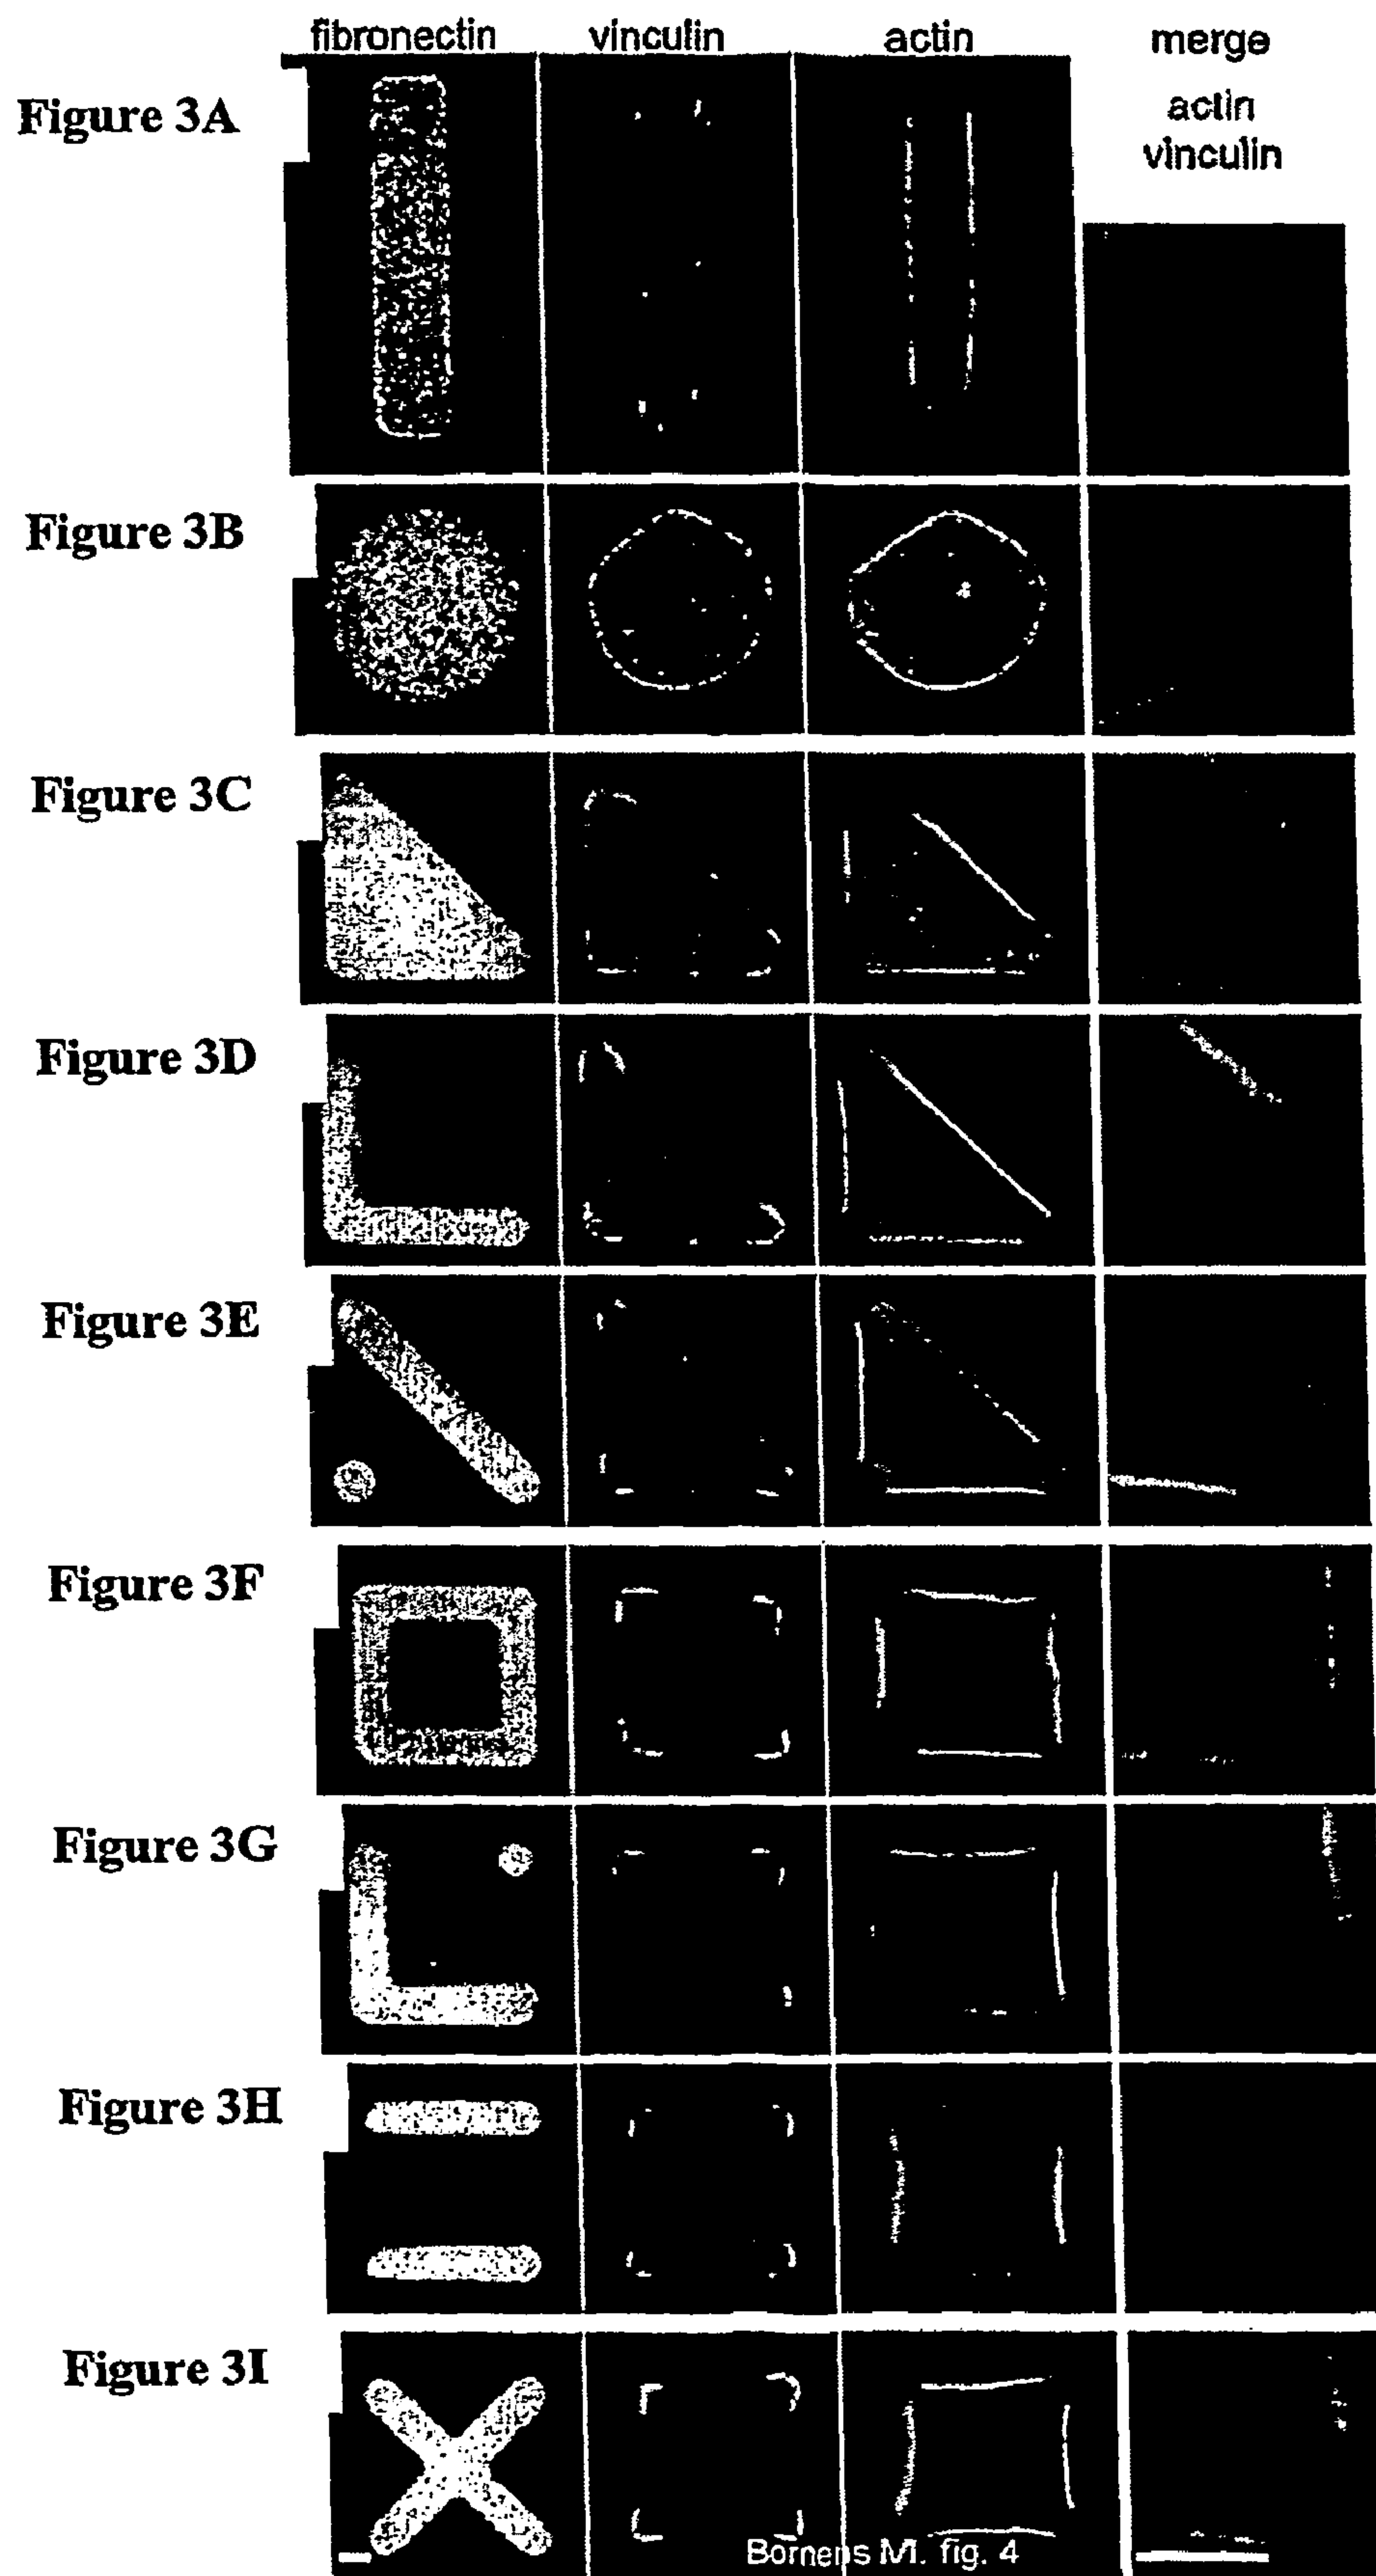 fibronectin vinculin actin merge
actin
vinculin
Figure 3A
Figure 3B
Figure 3C
Figure 3D
Figure 3E
Figure 3F
Figure 3G
Figure 3H
Figure 3I
Bornens M. fig. 4